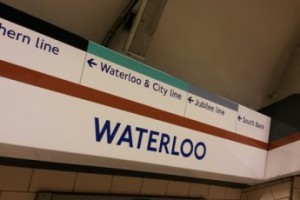 hern line
← Waterloo & City line
← Jubilee line
← South Bank
WATERLOO